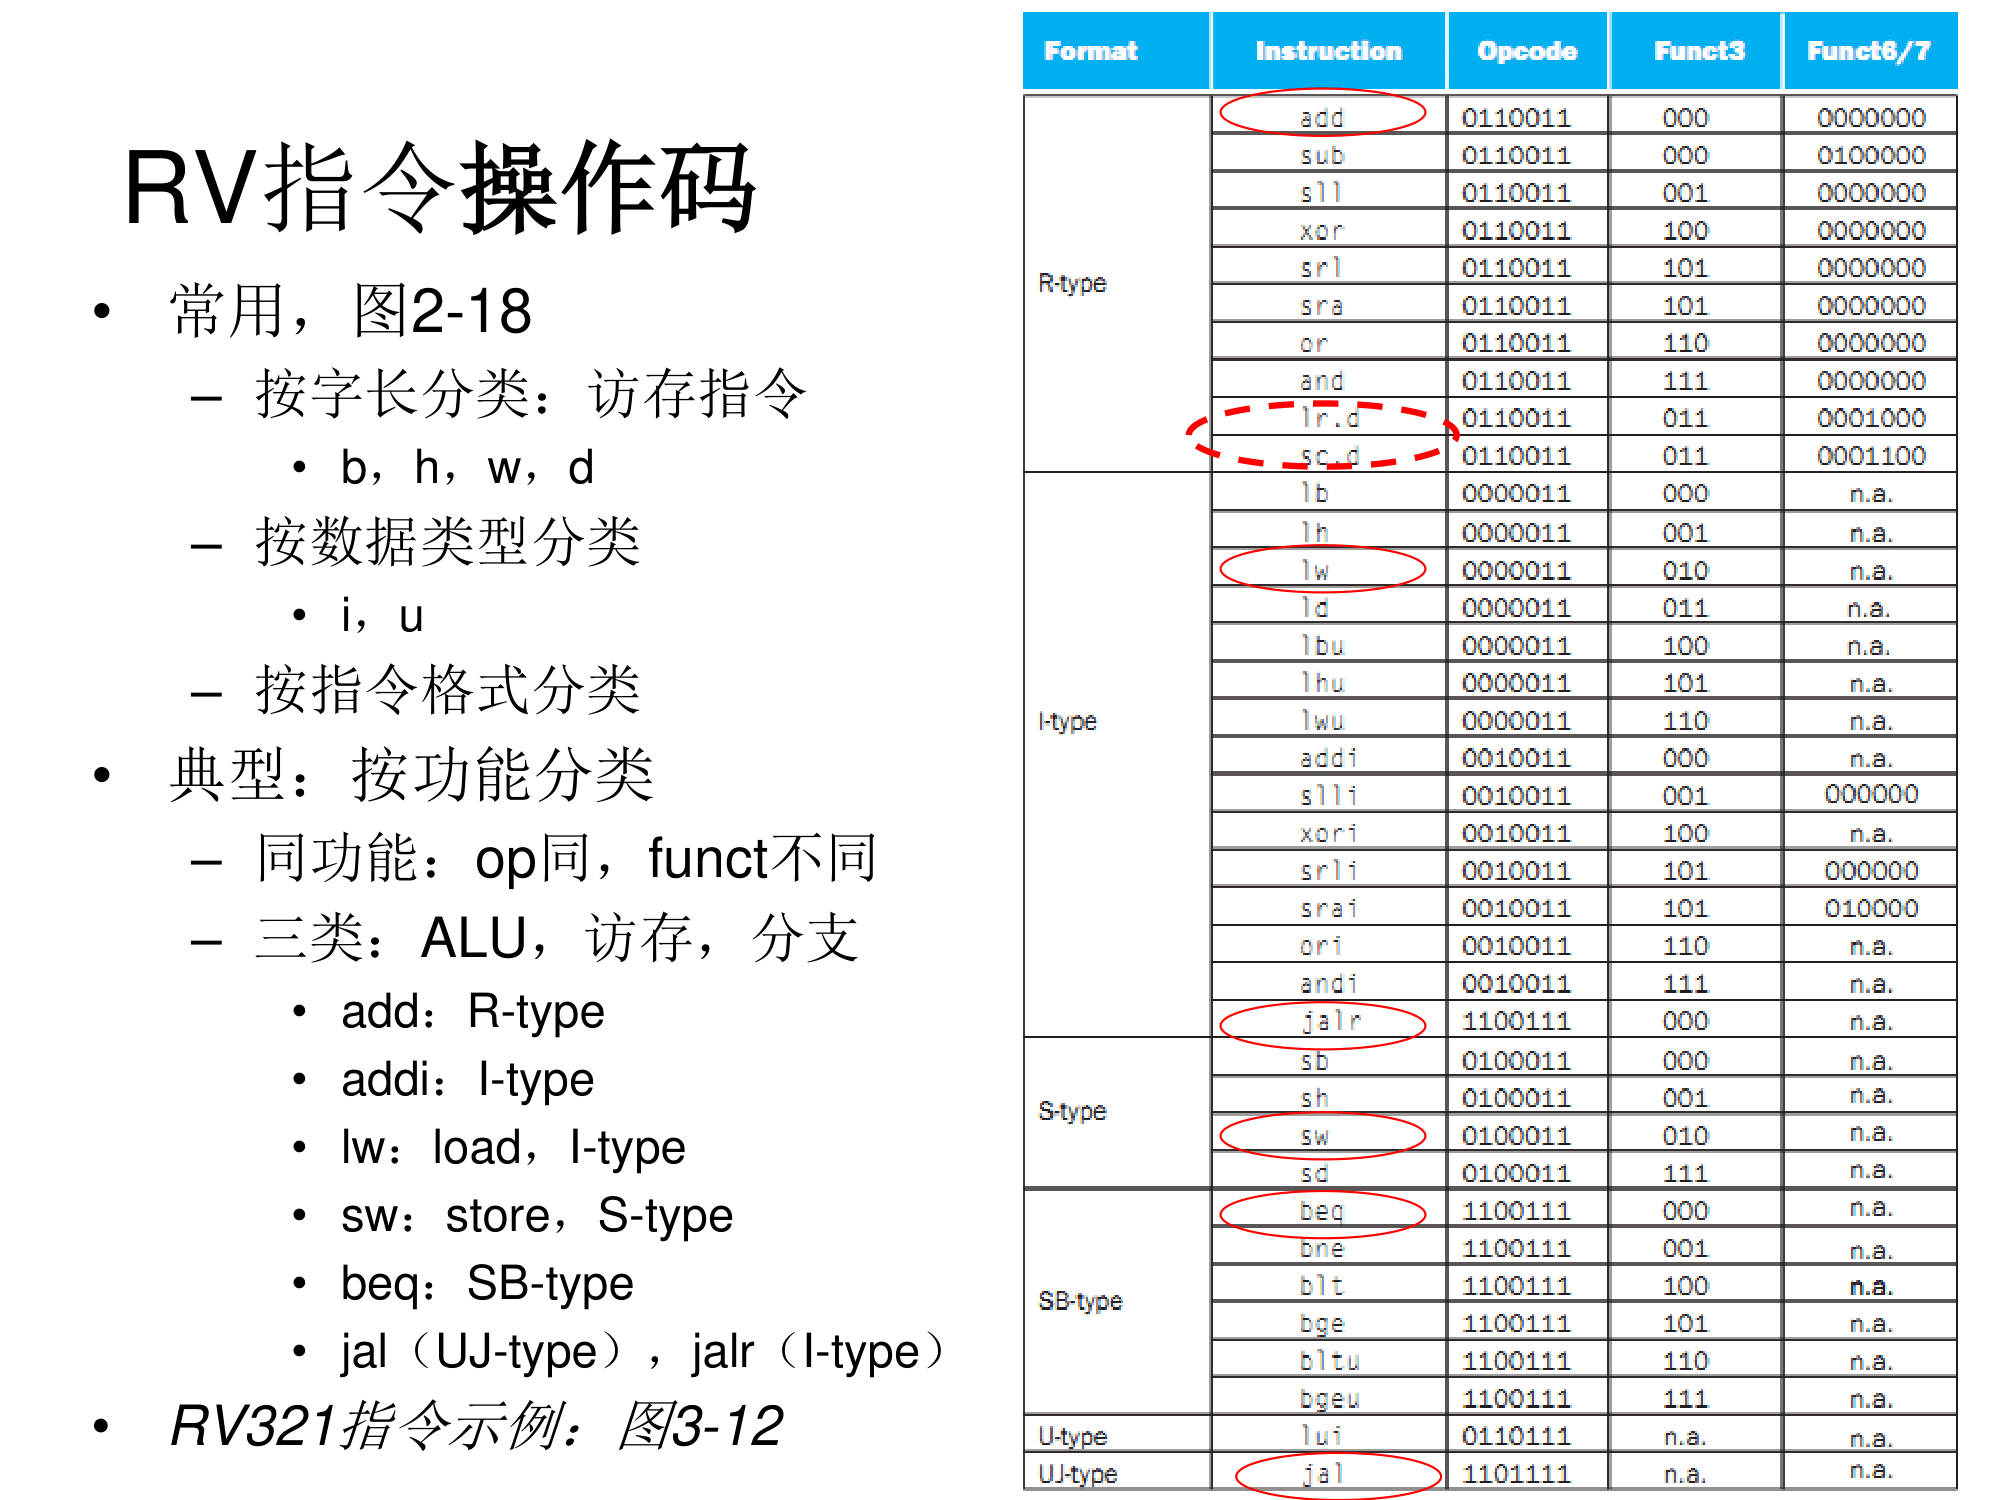 RV指令操作码
• 常用，图2-18
– 按字长分类：访存指令
• b，h，w，d
– 按数据类型分类
• i，u
– 按指令格式分类
• 典型：按功能分类
– 同功能：op同，funct不同
– 三类：ALU，访存，分支
• add：R-type
• addi：I-type
• lw：load，I-type
• sw：store，S-type
• beq：SB-type
• jal（UJ-type），jalr（I-type）
• RV321指令示例：图3-12
Format Instruction Opcode Funct3 Funct6/7
R-type
add 0110011 000 0000000
sub 0110011 000 0100000
sll 0110011 001 0000000
xor 0110011 100 0000000
srl 0110011 101 0000000
sra 0110011 101 0000000
or 0110011 110 0000000
and 0110011 111 0000000
lr.d 0110011 011 0001000
sc.d 0110011 011 0001100
I-type
lb 0000011 000 n.a.
lh 0000011 001 n.a.
lw 0000011 010 n.a.
ld 0000011 011 n.a.
lbu 0000011 100 n.a.
lhu 0000011 101 n.a.
lwu 0000011 110 n.a.
addi 0010011 000 n.a.
slli 0010011 001 000000
xori 0010011 100 n.a.
srli 0010011 101 000000
srai 0010011 101 010000
ori 0010011 110 n.a.
andi 0010011 111 n.a.
jalr 1100111 000 n.a.
S-type
sb 0100011 000 n.a.
sh 0100011 001 n.a.
sw 0100011 010 n.a.
sd 0100011 111 n.a.
SB-type
beq 1100111 000 n.a.
bne 1100111 001 n.a.
blt 1100111 100 n.a.
bge 1100111 101 n.a.
bltu 1100111 110 n.a.
bgeu 1100111 111 n.a.
U-type lui 0110111 n.a. n.a.
UJ-type jal 1101111 n.a. n.a.